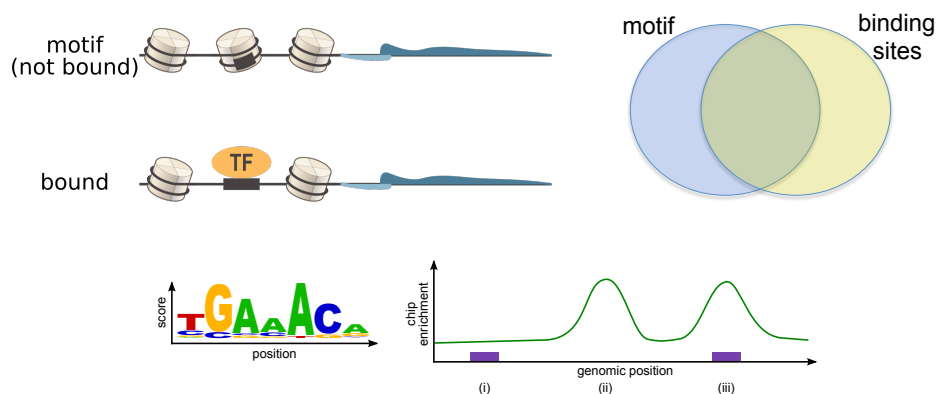 motif
(not bound)
motif
binding
sites
TF
bound
score
TGAAACA
position
chip
enrichment
genomic position
(i)
(ii)
(iii)